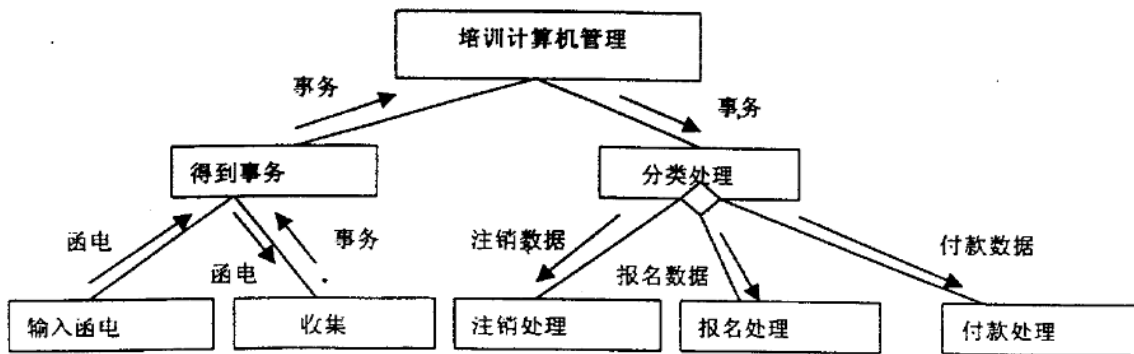 培训计算机管理
事务
事务
得到事务
分类处理
函电
函电
事务
注销数据
报名数据
付款数据
输入函电
收集
注销处理
报名处理
付款处理